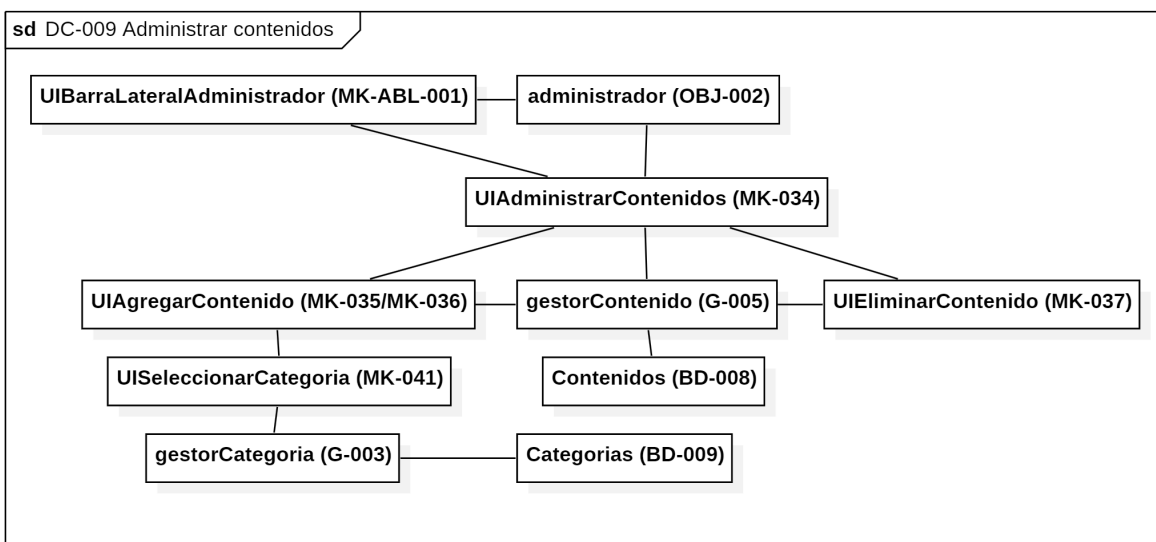 sd DC-009 Administrar contenidos
UIBarraLateralAdministrador (MK-ABL-001)
administrador (OBJ-002)
UIAdministrarContenidos (MK-034)
UIAgregarContenido (MK-035/MK-036)
gestorContenido (G-005)
UIEliminarContenido (MK-037)
UISeleccionarCategoria (MK-041)
Contenidos (BD-008)
gestorCategoria (G-003)
Categorias (BD-009)